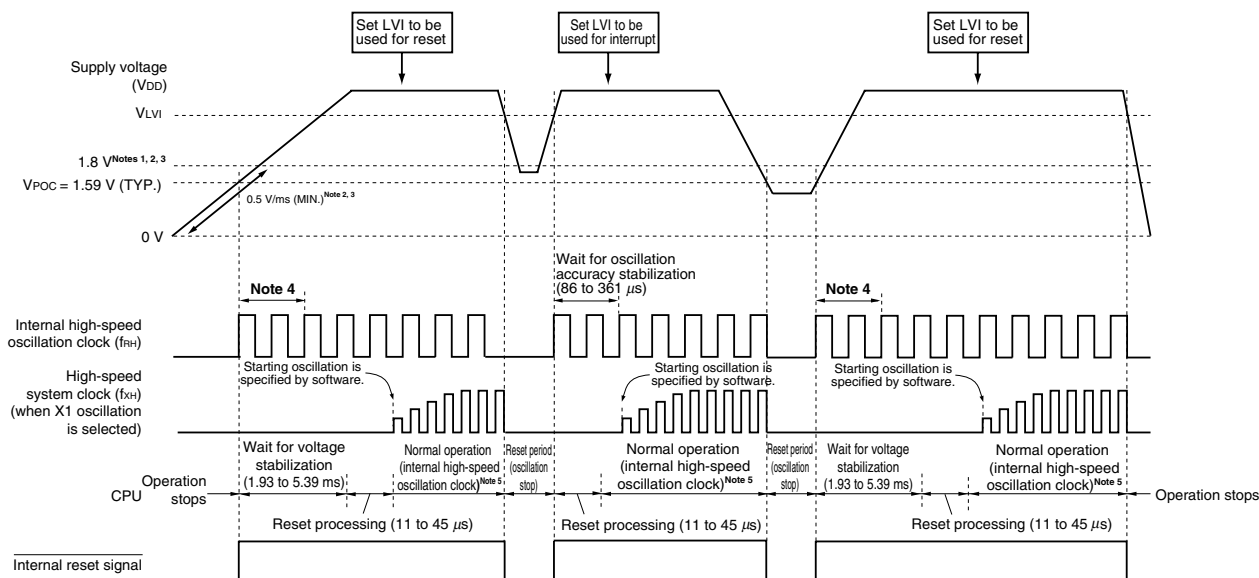 Set LVI to be
used for reset
Set LVI to be
used for interrupt
Set LVI to be
used for reset
Supply voltage
(VDD)
VLVI
1.8 V Notes 1, 2, 3
VPOC = 1.59 V (TYP.)
0.5 V/ms (MIN.) Note 2, 3
0 V
Wait for oscillation
accuracy stabilization
(86 to 361 μs)
Note 4
Note 4
Internal high-speed
oscillation clock (fRH)
Starting oscillation is
specified by software.
Starting oscillation is
specified by software.
Starting oscillation is
specified by software.
High-speed
system clock (fXH)
(when X1 oscillation
is selected)
Wait for voltage
stabilization
(1.93 to 5.39 ms)
Normal operation
(internal high-speed
oscillation clock) Note 5
Reset period
(oscillation
stop)
Normal operation
(internal high-speed
oscillation clock) Note 5
Reset period
(oscillation
stop)
Wait for voltage
stabilization
(1.93 to 5.39 ms)
Normal operation
(internal high-speed
oscillation clock) Note 5
CPU
Operation
stops
Operation stops
Reset processing (11 to 45 μs)
Reset processing (11 to 45 μs)
Reset processing (11 to 45 μs)
Internal reset signal